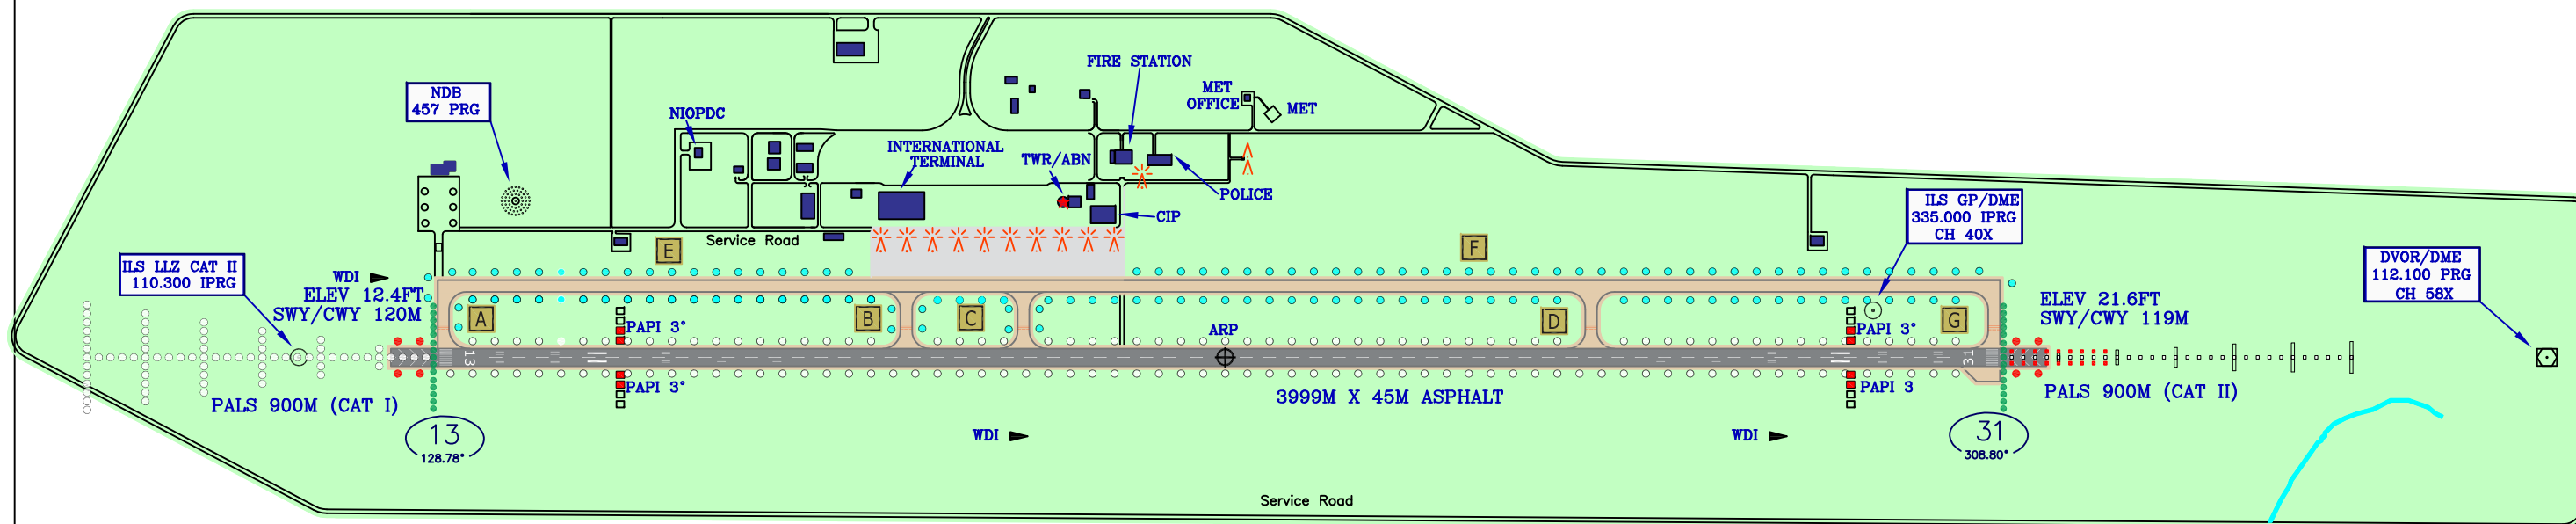 FIRE STATION
NDB
457 PRG
MET
OFFICE
MET
NIOPDC
INTERNATIONAL
TERMINAL
TWR/ABN
POLICE
CIP
ILS GP/DME
335.000 IPRG
CH 40X
Service Road
E
F
ILS LLZ CAT II
110.300 IPRG
WDI
ELEV 12.4FT
SWY/CWY 120M
DVOR/DME
112.100 PRG
CH 58X
ELEV 21.6FT
SWY/CWY 119M
A
B
C
D
G
PAPI 3°
ARP
PAPI 3°
13
31
PAPI 3°
PAPI 3
PALS 900M (CAT I)
3999M X 45M ASPHALT
PALS 900M (CAT II)
13
128.78°
WDI
WDI
31
308.80°
Service Road